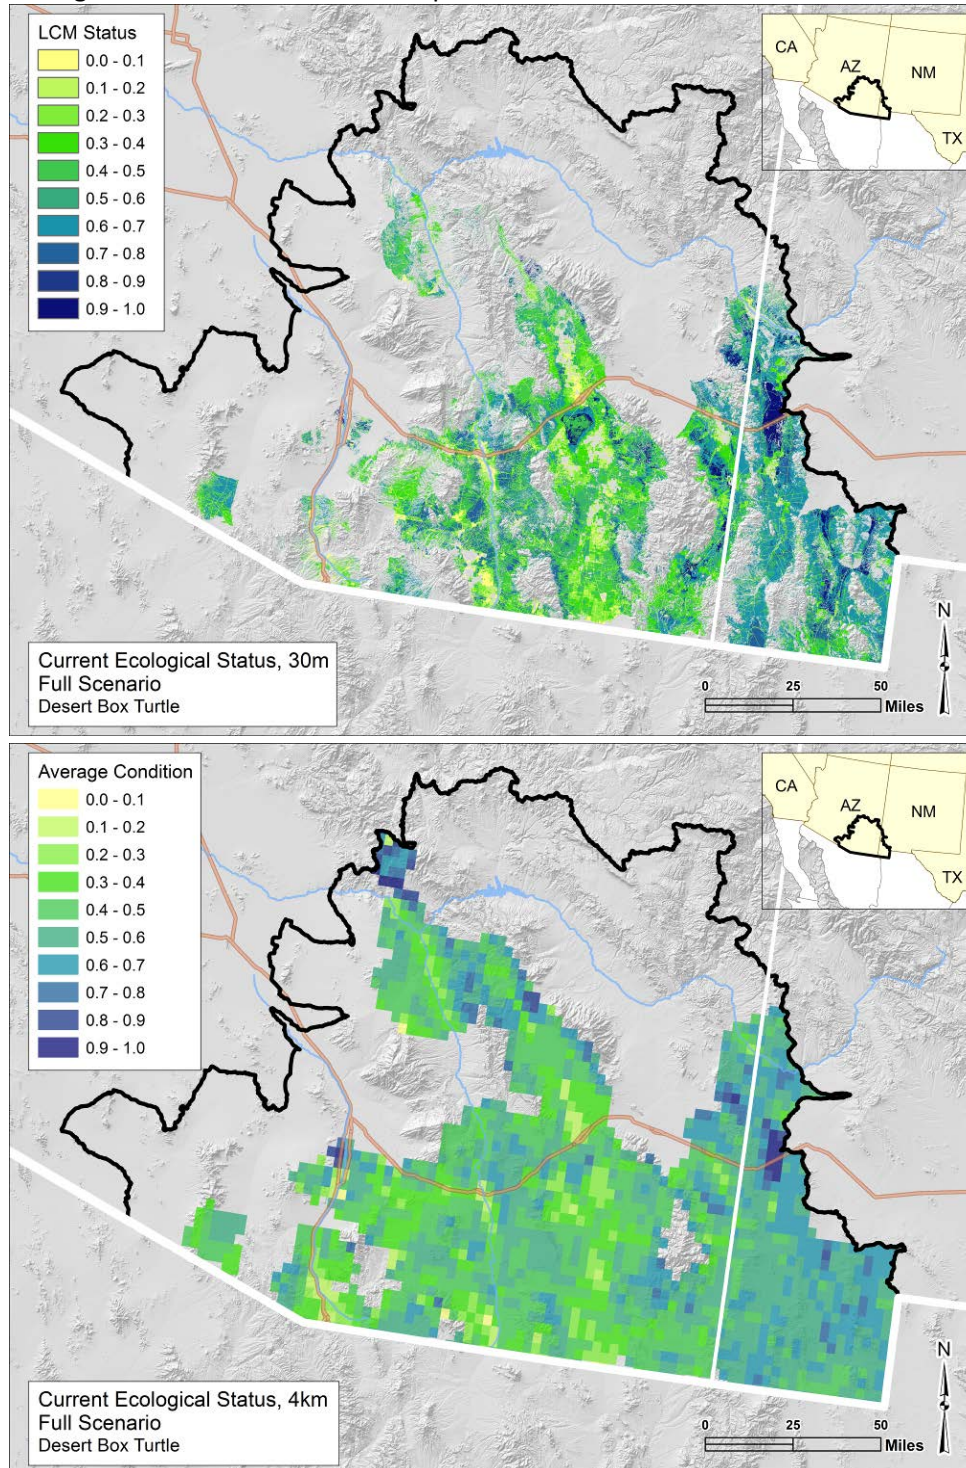 LCM Status
0.0 - 0.1
0.1 - 0.2
0.2 - 0.3
0.3 - 0.4
0.4 - 0.5
0.5 - 0.6
0.6 - 0.7
0.7 - 0.8
0.8 - 0.9
0.9 - 1.0
CA
AZ
NM
TX
Current Ecological Status, 30m
Full Scenario
Desert Box Turtle
N
0 25 50
Miles
Average Condition
0.0 - 0.1
0.1 - 0.2
0.2 - 0.3
0.3 - 0.4
0.4 - 0.5
0.5 - 0.6
0.6 - 0.7
0.7 - 0.8
0.8 - 0.9
0.9 - 1.0
CA
AZ
NM
TX
Current Ecological Status, 4km
Full Scenario
Desert Box Turtle
N
0 25 50
Miles